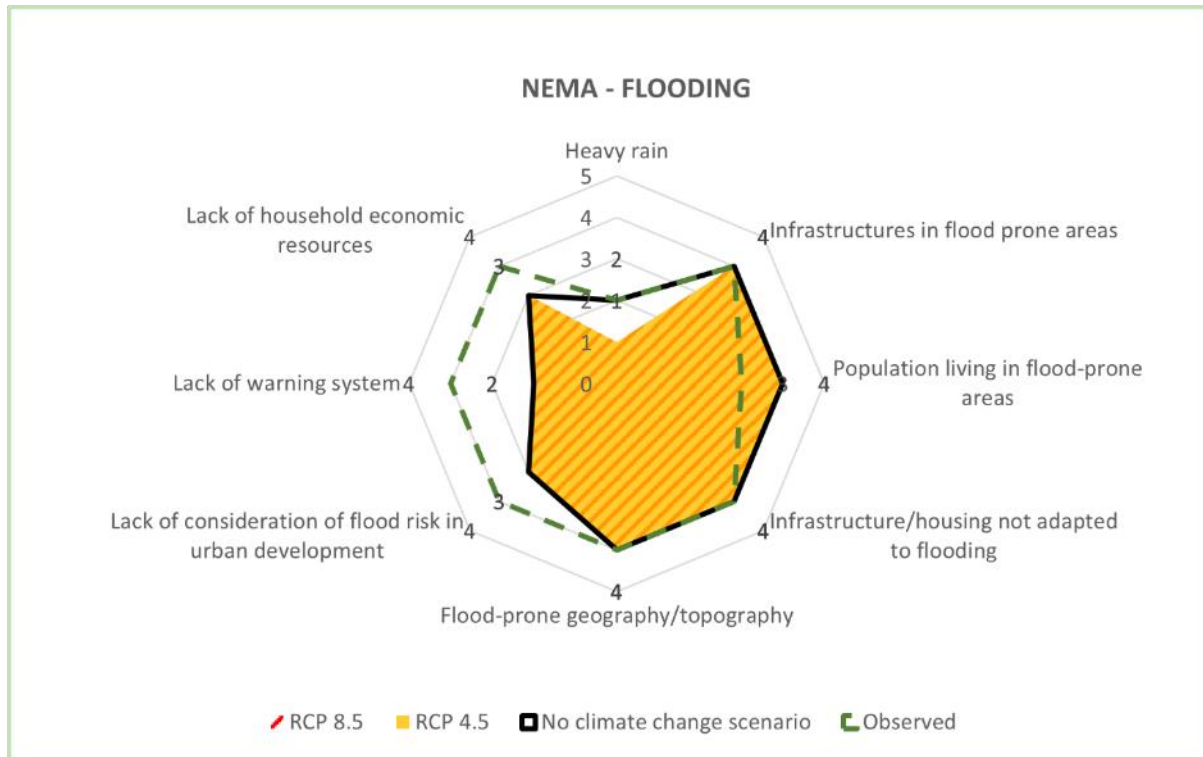 NEMA - FLOODING
Heavy rain
5
4
3
2
2
1
1
0
Lack of household economic
resources
4
3
4
Infrastructures in flood prone areas
Lack of warning system
4
2
3
4
Population living in flood-prone
areas
Lack of consideration of flood risk in
urban development
3
4
4
Infrastructure/housing not adapted
to flooding
4
Flood-prone geography/topography
RCP 8.5
RCP 4.5
No climate change scenario
Observed